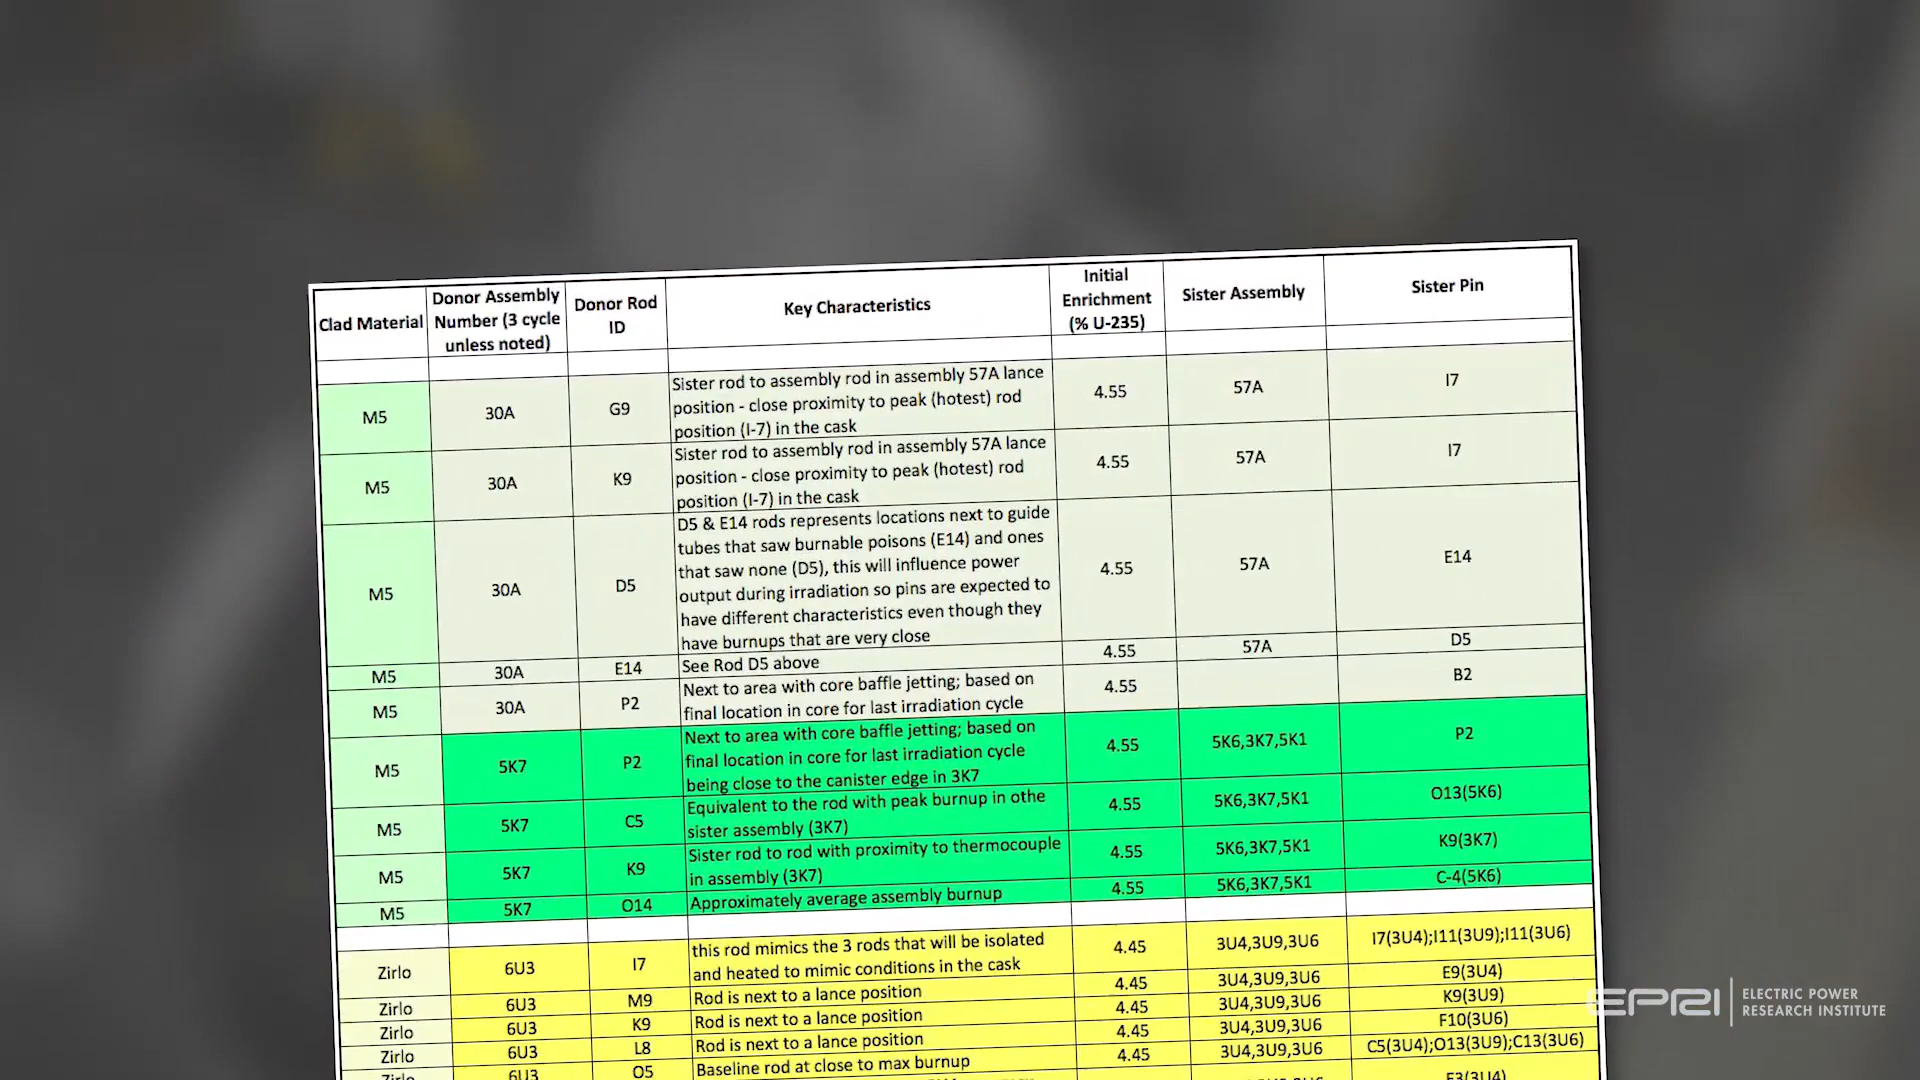 Clad Material
Donor Assembly
Number (3 cycle
unless noted)
Donor Rod
ID
Key Characteristics
Initial
Enrichment
(% U-235)
Sister Assembly
Sister Pin
M5
30A
G9
Sister rod to assembly rod in assembly 57A lance
position - close proximity to peak (hotest) rod
position (I-7) in the cask
4.55
57A
I7
M5
30A
K9
Sister rod to assembly rod in assembly 57A lance
position - close proximity to peak (hotest) rod
position (I-7) in the cask
4.55
57A
I7
M5
30A
D5
D5 & E14 rods represents locations next to guide
tubes that saw burnable poisons (E14) and ones
that saw none (D5), this will influence power
output during irradiation so pins are expected to
have different characteristics even though they
have burnups that are very close
4.55
57A
E14
M5
30A
E14
See Rod D5 above
4.55
57A
D5
M5
30A
P2
Next to area with core baffle jetting; based on
final location in core for last irradiation cycle
4.55
B2
M5
5K7
P2
Next to area with core baffle jetting; based on
final location in core for last irradiation cycle
being close to the canister edge in 3K7
4.55
5K6,3K7,5K1
P2
M5
5K7
C5
Equivalent to the rod with peak burnup in othe
sister assembly (3K7)
4.55
5K6,3K7,5K1
O13(5K6)
M5
5K7
K9
Sister rod to rod with proximity to thermocouple
in assembly (3K7)
4.55
5K6,3K7,5K1
K9(3K7)
M5
5K7
O14
Approximately average assembly burnup
4.55
5K6,3K7,5K1
C-4(5K6)
Zirlo
6U3
I7
this rod mimics the 3 rods that will be isolated
and heated to mimic conditions in the cask
4.45
3U4,3U9,3U6
I7(3U4);I11(3U9);I11(3U6)
Zirlo
6U3
M9
Rod is next to a lance position
4.45
3U4,3U9,3U6
E9(3U4)
Zirlo
6U3
K9
Rod is next to a lance position
4.45
3U4,3U9,3U6
K9(3U9)
Zirlo
6U3
L8
Rod is next to a lance position
4.45
3U4,3U9,3U6
F10(3U6)
Zirlo
6U3
O5
Baseline rod at close to max burnup
4.45
3U4,3U9,3U6
C5(3U4);O13(3U9);C13(3U6)
E3(3U4)
EPRI
ELECTRIC POWER
RESEARCH INSTITUTE